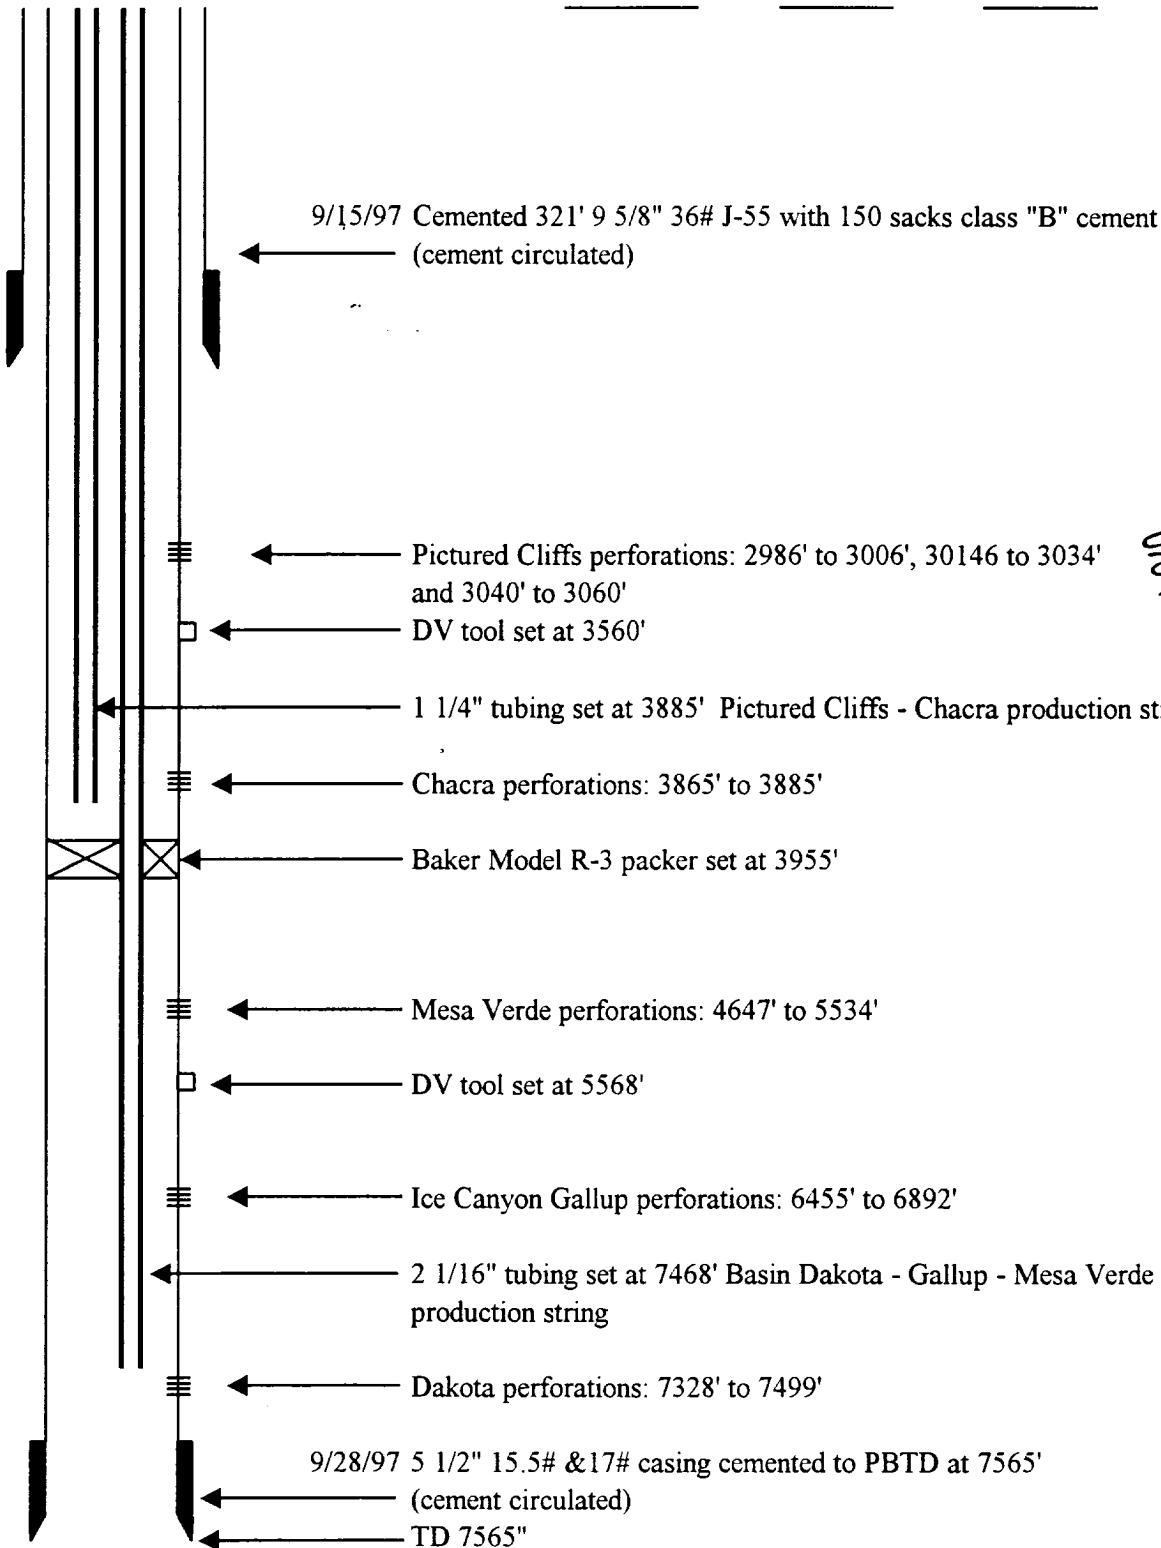 9/15/97 Cemented 321' 9 5/8" 36# J-55 with 150 sacks class "B" cement
(cement circulated)
Pictured Cliffs perforations: 2986' to 3006', 30146 to 3034'
and 3040' to 3060'
DV tool set at 3560'
1 1/4" tubing set at 3885' Pictured Cliffs - Chacra production
Chacra perforations: 3865' to 3885'
Baker Model R-3 packer set at 3955'
Mesa Verde perforations: 4647' to 5534'
DV tool set at 5568'
Ice Canyon Gallup perforations: 6455' to 6892'
2 1/16" tubing set at 7468' Basin Dakota - Gallup - Mesa Verde
production string
Dakota perforations: 7328' to 7499'
9/28/97 5 1/2" 15.5# &17# casing cemented to PBTD at 7565'
(cement circulated)
TD 7565"